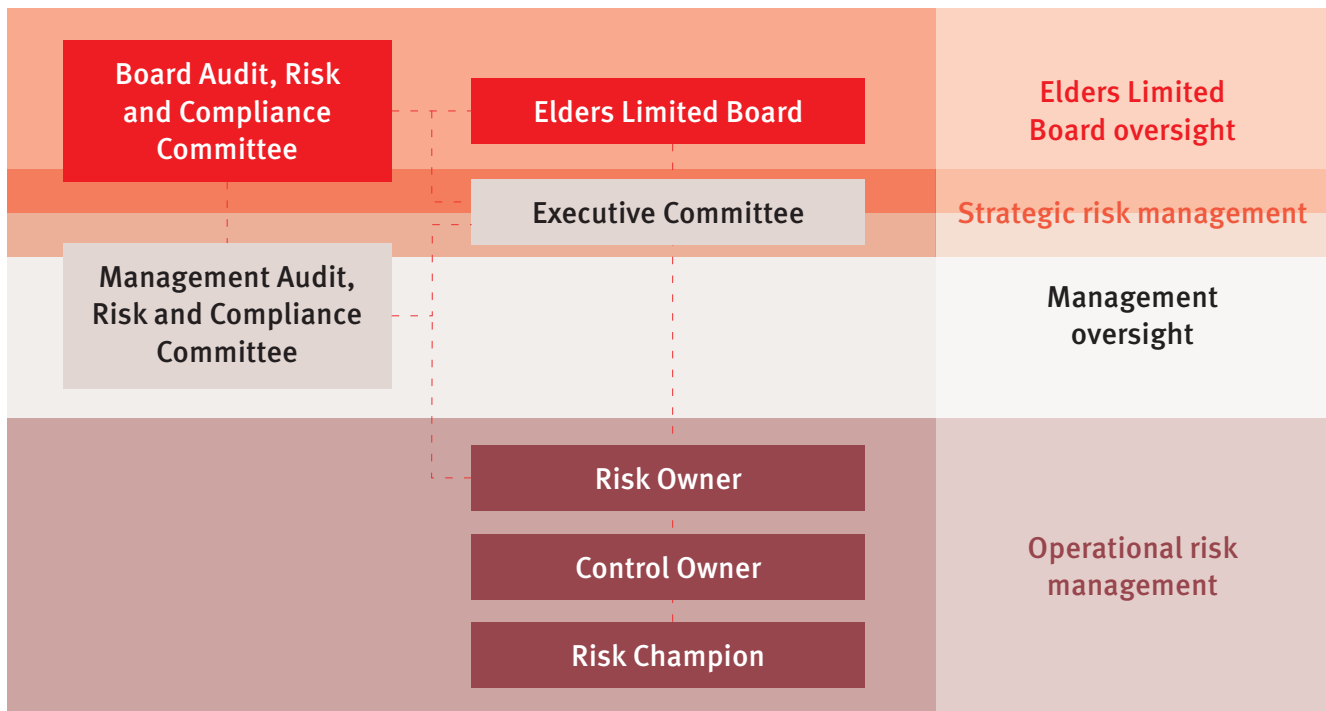 Board Audit, Risk
and Compliance
Committee
Elders Limited Board
Elders Limited
Board oversight
Executive Committee
Strategic risk management
Management Audit,
Risk and Compliance
Committee
Management
oversight
Risk Owner
Control Owner
Risk Champion
Operational risk
management